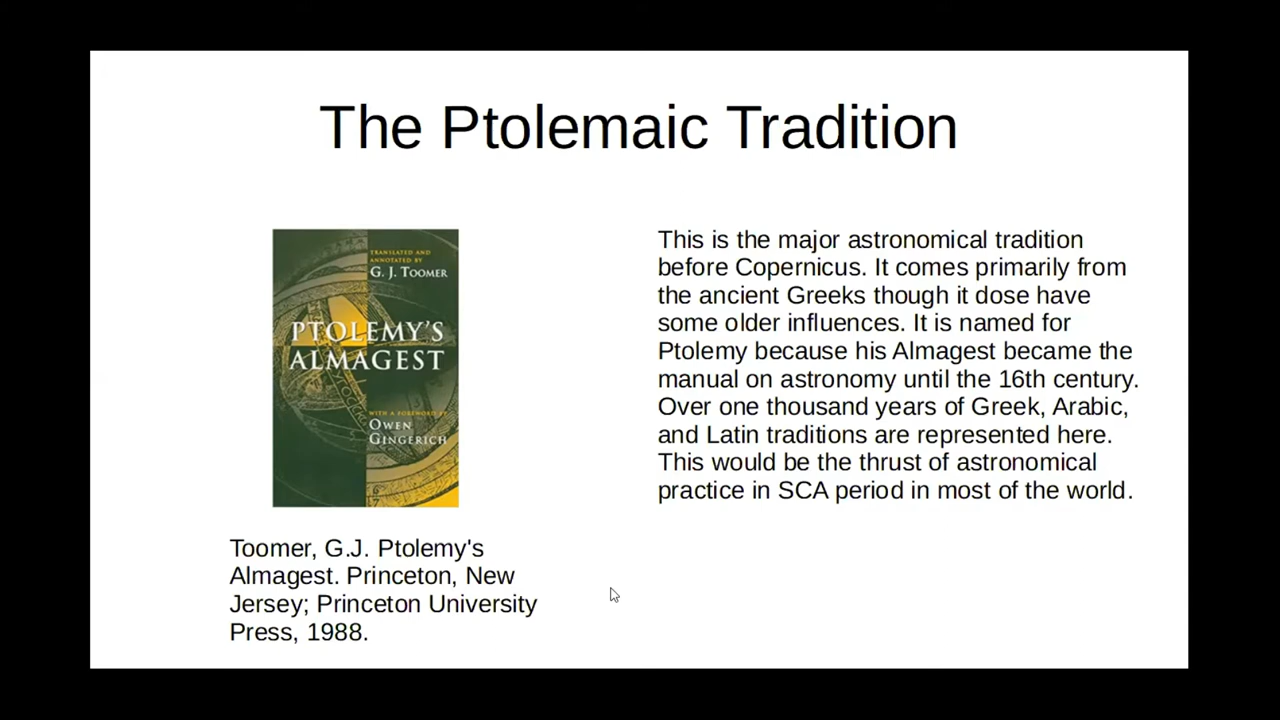 The Ptolemaic Tradition
TRANSLATED AND
ANNOTATED BY
G. J. TOOMER
PTOLEMY'S
ALMAGEST
WITH A FOREWORD BY
OWEN
GINGERICH
Toomer, G.J. Ptolemy's
Almagest. Princeton, New
Jersey; Princeton University
Press, 1988.
This is the major astronomical tradition
before Copernicus. It comes primarily from
the ancient Greeks though it dose have
some older influences. It is named for
Ptolemy because his Almagest became the
manual on astronomy until the 16th century.
Over one thousand years of Greek, Arabic,
and Latin traditions are represented here.
This would be the thrust of astronomical
practice in SCA period in most of the world.